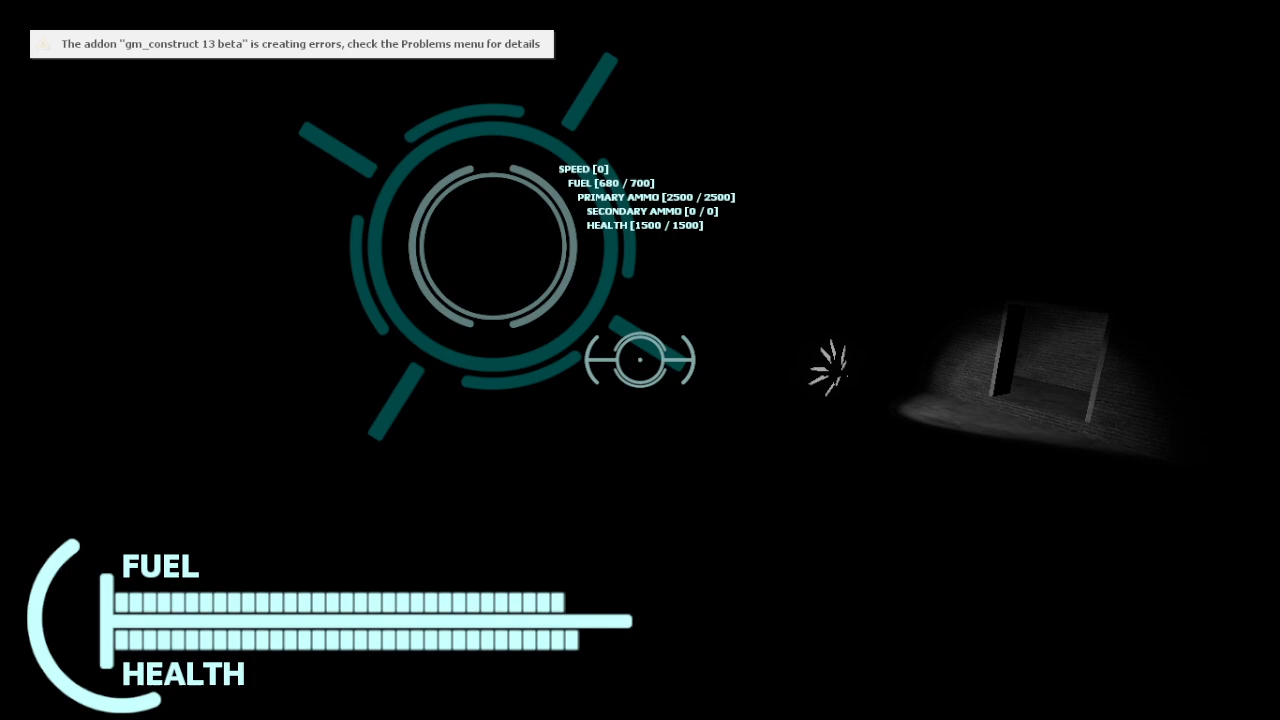 The addon "gm_construct 13 beta" is creating errors, check the Problems menu for details
SPEED [0]
FUEL [680 / 700]
PRIMARY AMMO [2500 / 2500]
SECONDARY AMMO [0 / 0]
HEALTH [1500 / 1500]
FUEL
HEALTH